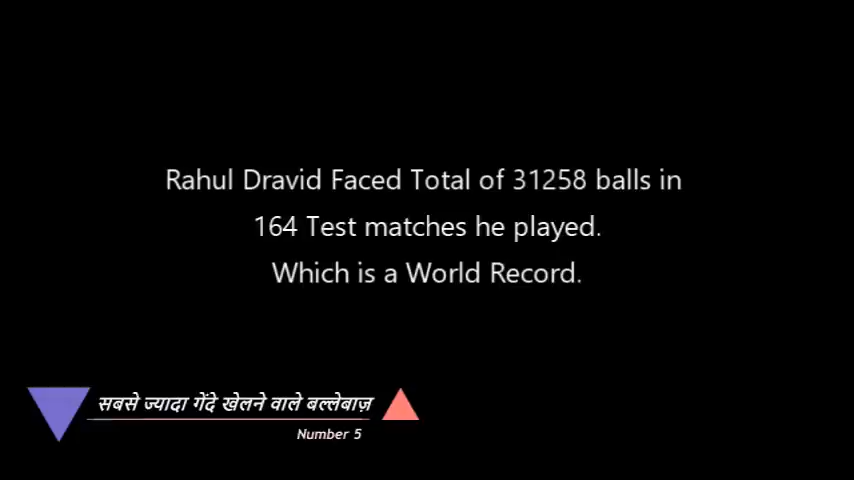 Rahul Dravid Faced Total of 31258 balls in
164 Test matches he played.
Which is a World Record.
सबसे ज्यादा गेंदे खेलने वाले बल्लेबाज़
Number 5